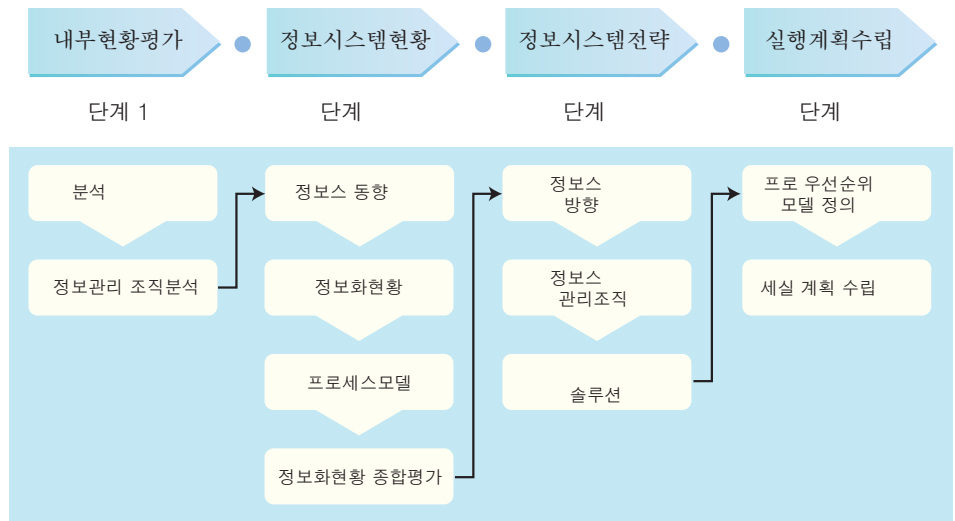 내부현황평가
정보시스템현황
정보시스템전략
실행계획수립
단계 1
단계
단계
단계
분석
정보관리 조직분석
정보스 동향
정보화현황
프로세스모델
정보화현황 종합평가
정보스
방향
정보스
관리조직
솔루션
프로 우선순위
모델 정의
세실 계획 수립